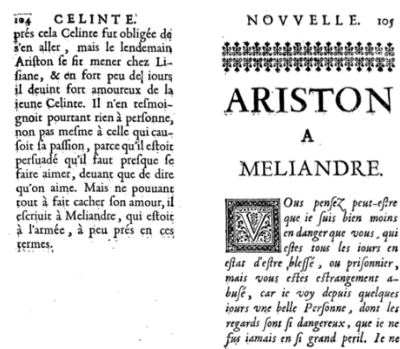 104 CELINTE.
prés cela Celinte fut obligée de
s'en aller, mais le lendemain
Ariston se fit mener chez Li-
siane, & en fort peu de iours
il deuint fort amoureux de la
ieune Celinte. Il n'en tesmoi-
gnoit pourtant rien à personne,
non pas mesme à celle qui cau-
soit sa passion, parce qu'il estoit
persuadé qu'il faut presque se
faire aimer, deuant que de dire
qu'on aime. Mais ne pouuant
tout à fait cacher son amour, il
escriuit à Meliandre, qui estoit
à l'armée, à peu prés en ces
termes.
NOVVELLE. 105
ARISTON
A
MELIANDRE.
VOus pensez peut-estre
que ie suis bien moins
en danger que vous, qui
estes tous les iours en
estat d'estre blessé, ou prisonnier,
mais vous estes estrangement a-
busé, car ie voy depuis quelques
iours vne belle Personne, dont les
regards sont si dangereux, que ie ne
fus iamais en si grand peril. Ie ne